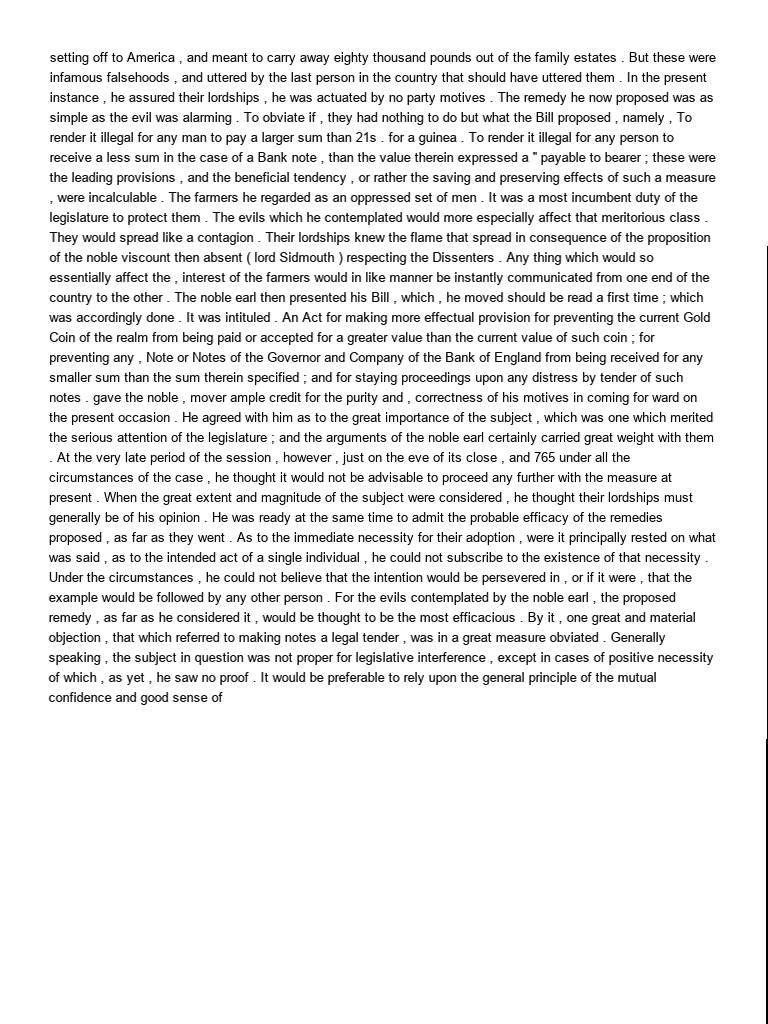 setting off to America , and meant to carry away eighty thousand pounds out of the family estates . But these were
infamous falsehoods , and uttered by the last person in the country that should have uttered them . In the present
instance , he assured their lordships , he was actuated by no party motives . The remedy he now proposed was as
simple as the evil was alarming . To obviate if , they had nothing to do but what the Bill proposed , namely , To
render it illegal for any man to pay a larger sum than 21s . for a guinea . To render it illegal for any person to
receive a less sum in the case of a Bank note , than the value therein expressed a " payable to bearer ; these were
the leading provisions , and the beneficial tendency , or rather the saving and preserving effects of such a measure
, were incalculable . The farmers he regarded as an oppressed set of men . It was a most incumbent duty of the
legislature to protect them . The evils which he contemplated would more especially affect that meritorious class .
They would spread like a contagion . Their lordships knew the flame that spread in consequence of the proposition
of the noble viscount then absent ( lord Sidmouth ) respecting the Dissenters . Any thing which would so
essentially affect the , interest of the farmers would in like manner be instantly communicated from one end of the
country to the other . The noble earl then presented his Bill , which , he moved should be read a first time ; which
was accordingly done . It was intituled . An Act for making more effectual provision for preventing the current Gold
Coin of the realm from being paid or accepted for a greater value than the current value of such coin ; for
preventing any , Note or Notes of the Governor and Company of the Bank of England from being received for any
smaller sum than the sum therein specified ; and for staying proceedings upon any distress by tender of such
notes . gave the noble , mover ample credit for the purity and , correctness of his motives in coming for ward on
the present occasion . He agreed with him as to the great importance of the subject , which was one which merited
the serious attention of the legislature ; and the arguments of the noble earl certainly carried great weight with them
. At the very late period of the session , however , just on the eve of its close , and 765 under all the
circumstances of the case , he thought it would not be advisable to proceed any further with the measure at
present . When the great extent and magnitude of the subject were considered , he thought their lordships must
generally be of his opinion . He was ready at the same time to admit the probable efficacy of the remedies
proposed , as far as they went . As to the immediate necessity for their adoption , were it principally rested on what
was said , as to the intended act of a single individual , he could not subscribe to the existence of that necessity .
Under the circumstances , he could not believe that the intention would be persevered in , or if it were , that the
example would be followed by any other person . For the evils contemplated by the noble earl , the proposed
remedy , as far as he considered it , would be thought to be the most efficacious . By it , one great and material
objection , that which referred to making notes a legal tender , was in a great measure obviated . Generally
speaking , the subject in question was not proper for legislative interference , except in cases of positive necessity
of which , as yet , he saw no proof . It would be preferable to rely upon the general principle of the mutual
confidence and good sense of